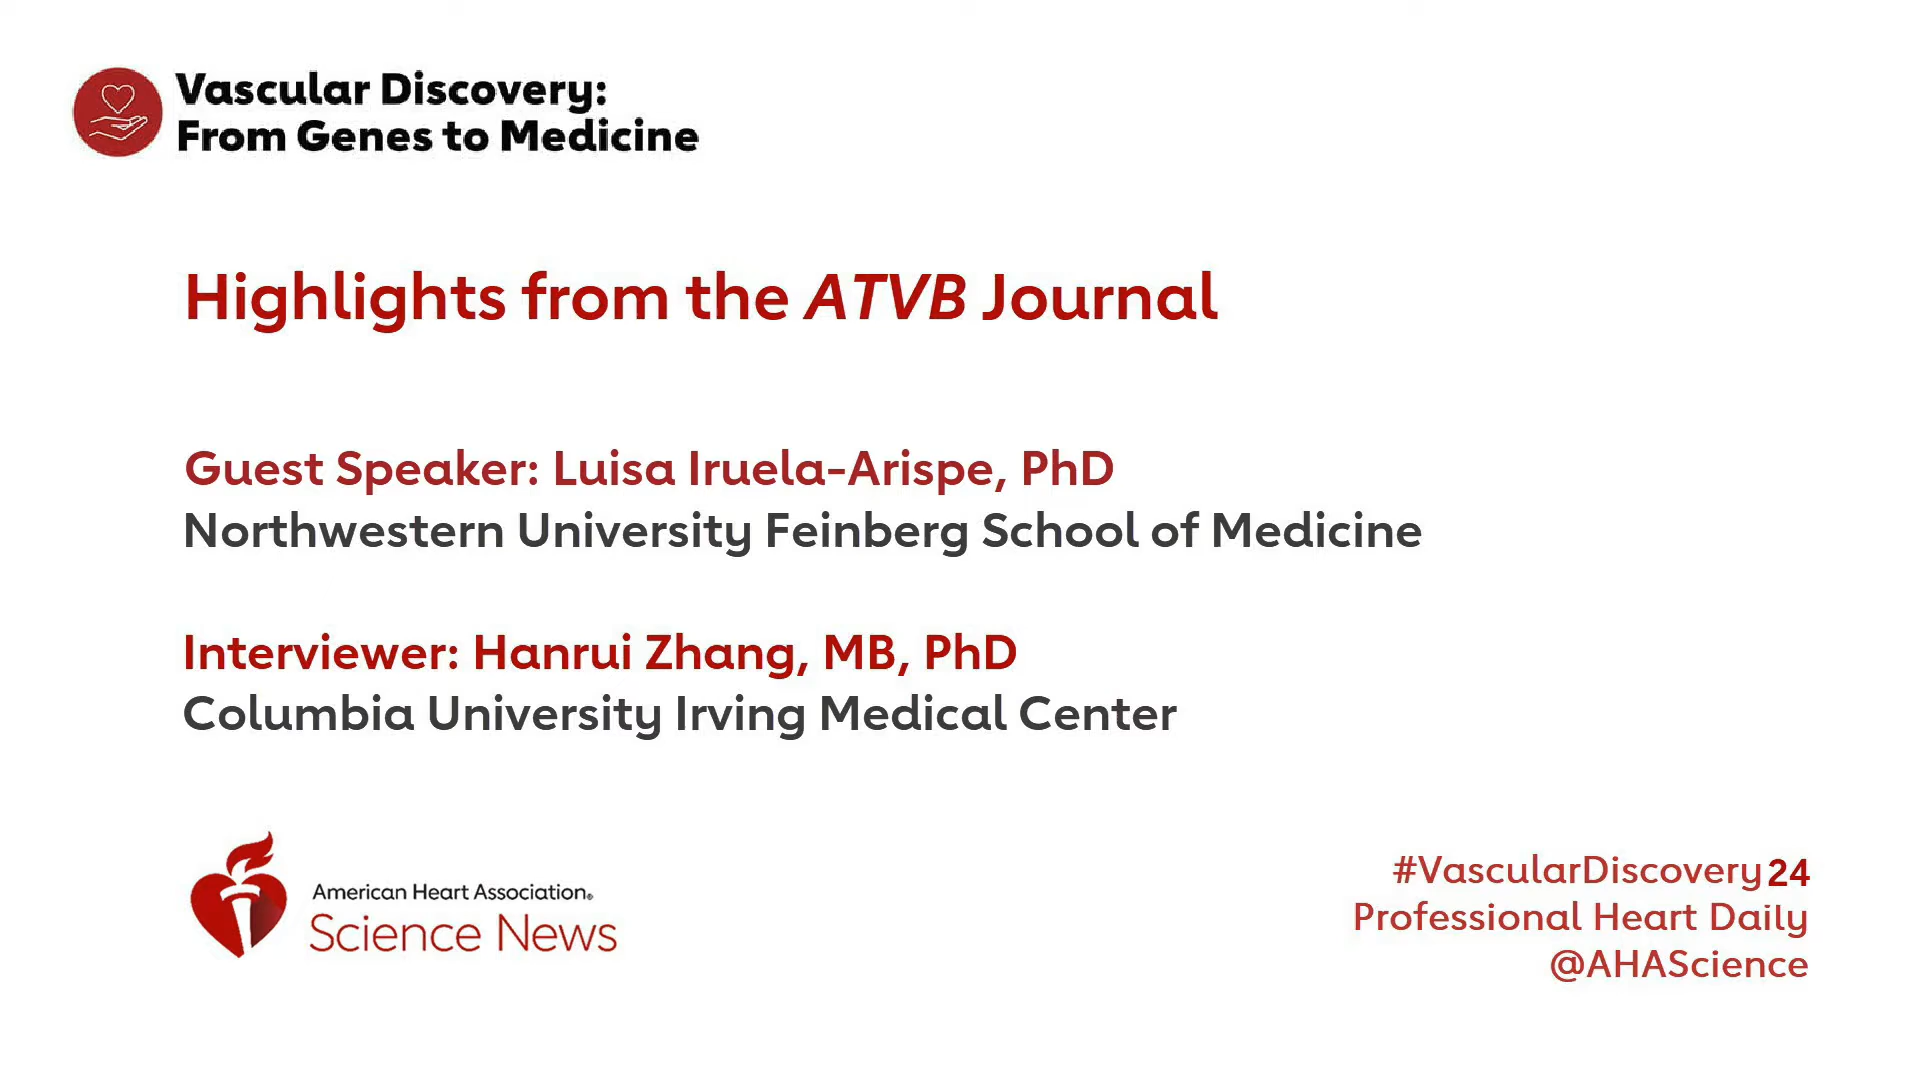 Vascular Discovery:
From Genes to Medicine
Highlights from the ATVB Journal
Guest Speaker: Luisa Iruela-Arispe, PhD
Northwestern University Feinberg School of Medicine
Interviewer: Hanrui Zhang, MB, PhD
Columbia University Irving Medical Center
American Heart Association®
Science News
#VascularDiscovery24
Professional Heart Daily
@AHAScience